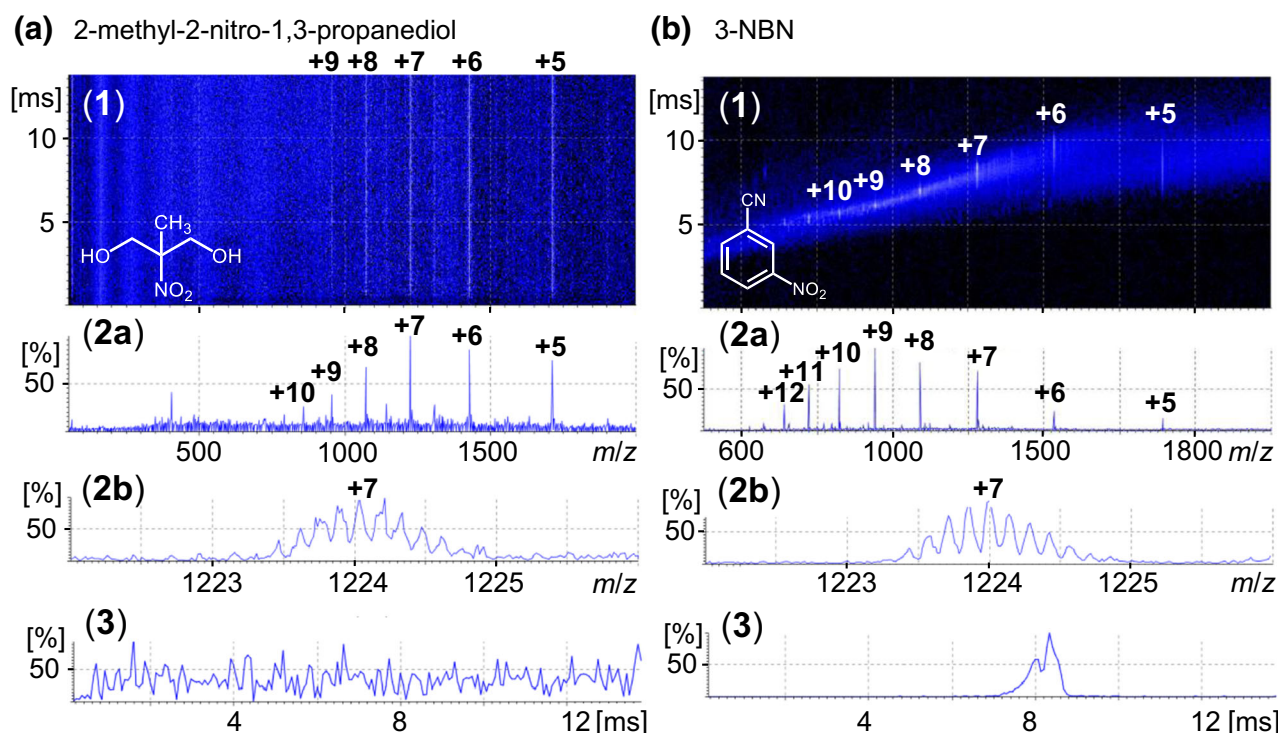 (a) 2-methyl-2-nitro-1,3-propanediol
+9 +8 +7 +6 +5
[ms]
(1)
10
5
CH3
HO OH
NO2
(2a)
[%]
50
+10 +9 +8 +7 +6 +5
500 1000 1500 m/z
(2b)
[%]
50
+7
1223 1224 1225 m/z
(3)
[%]
50
4 8 12 [ms]
(b) 3-NBN
[ms]
(1)
10
5
+10 +9 +8 +7 +6 +5
CN
NO2
(2a)
[%]
50
+12 +11 +10 +9 +8 +7 +6 +5
600 1000 1500 1800 m/z
(2b)
[%]
50
+7
1223 1224 1225 m/z
(3)
[%]
50
4 8 12 [ms]